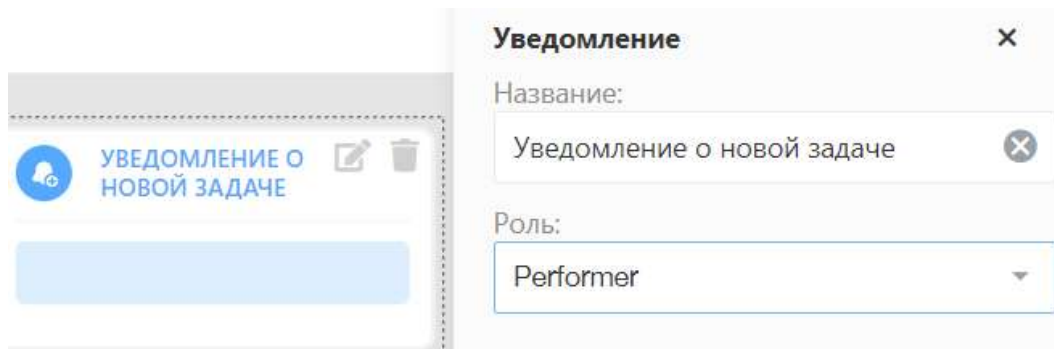 УВЕДОМЛЕНИЕ О
НОВОЙ ЗАДАЧЕ
Уведомление
Название:
Уведомление о новой задаче
Роль:
Performer